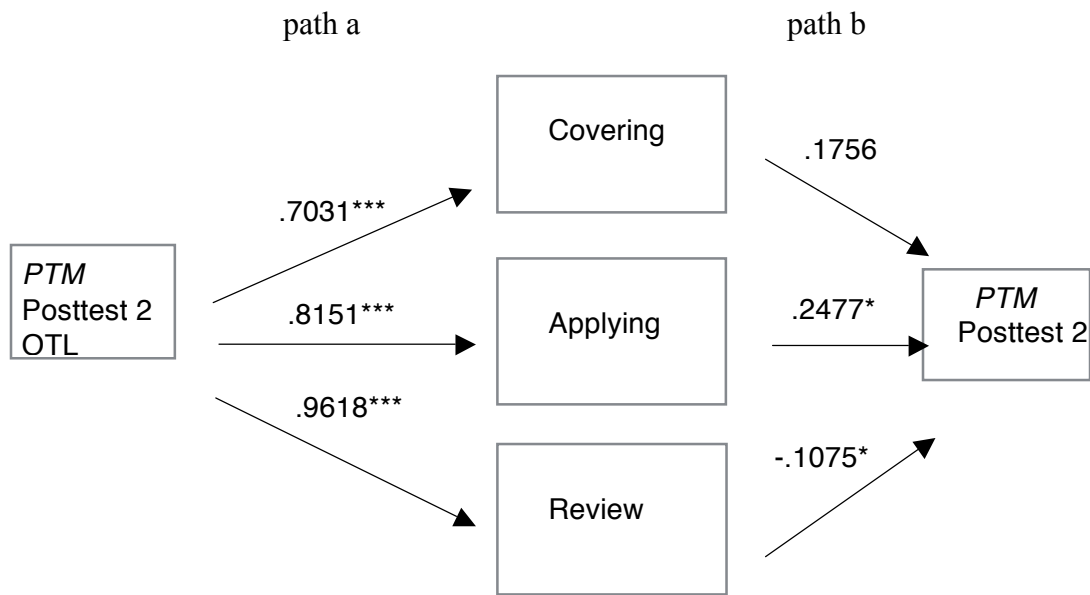 path a
path b
Covering
.1756
.7031***
PTM
Posttest 2
OTL
.8151***
Applying
.2477*
PTM
Posttest 2
.9618***
-.1075*
Review